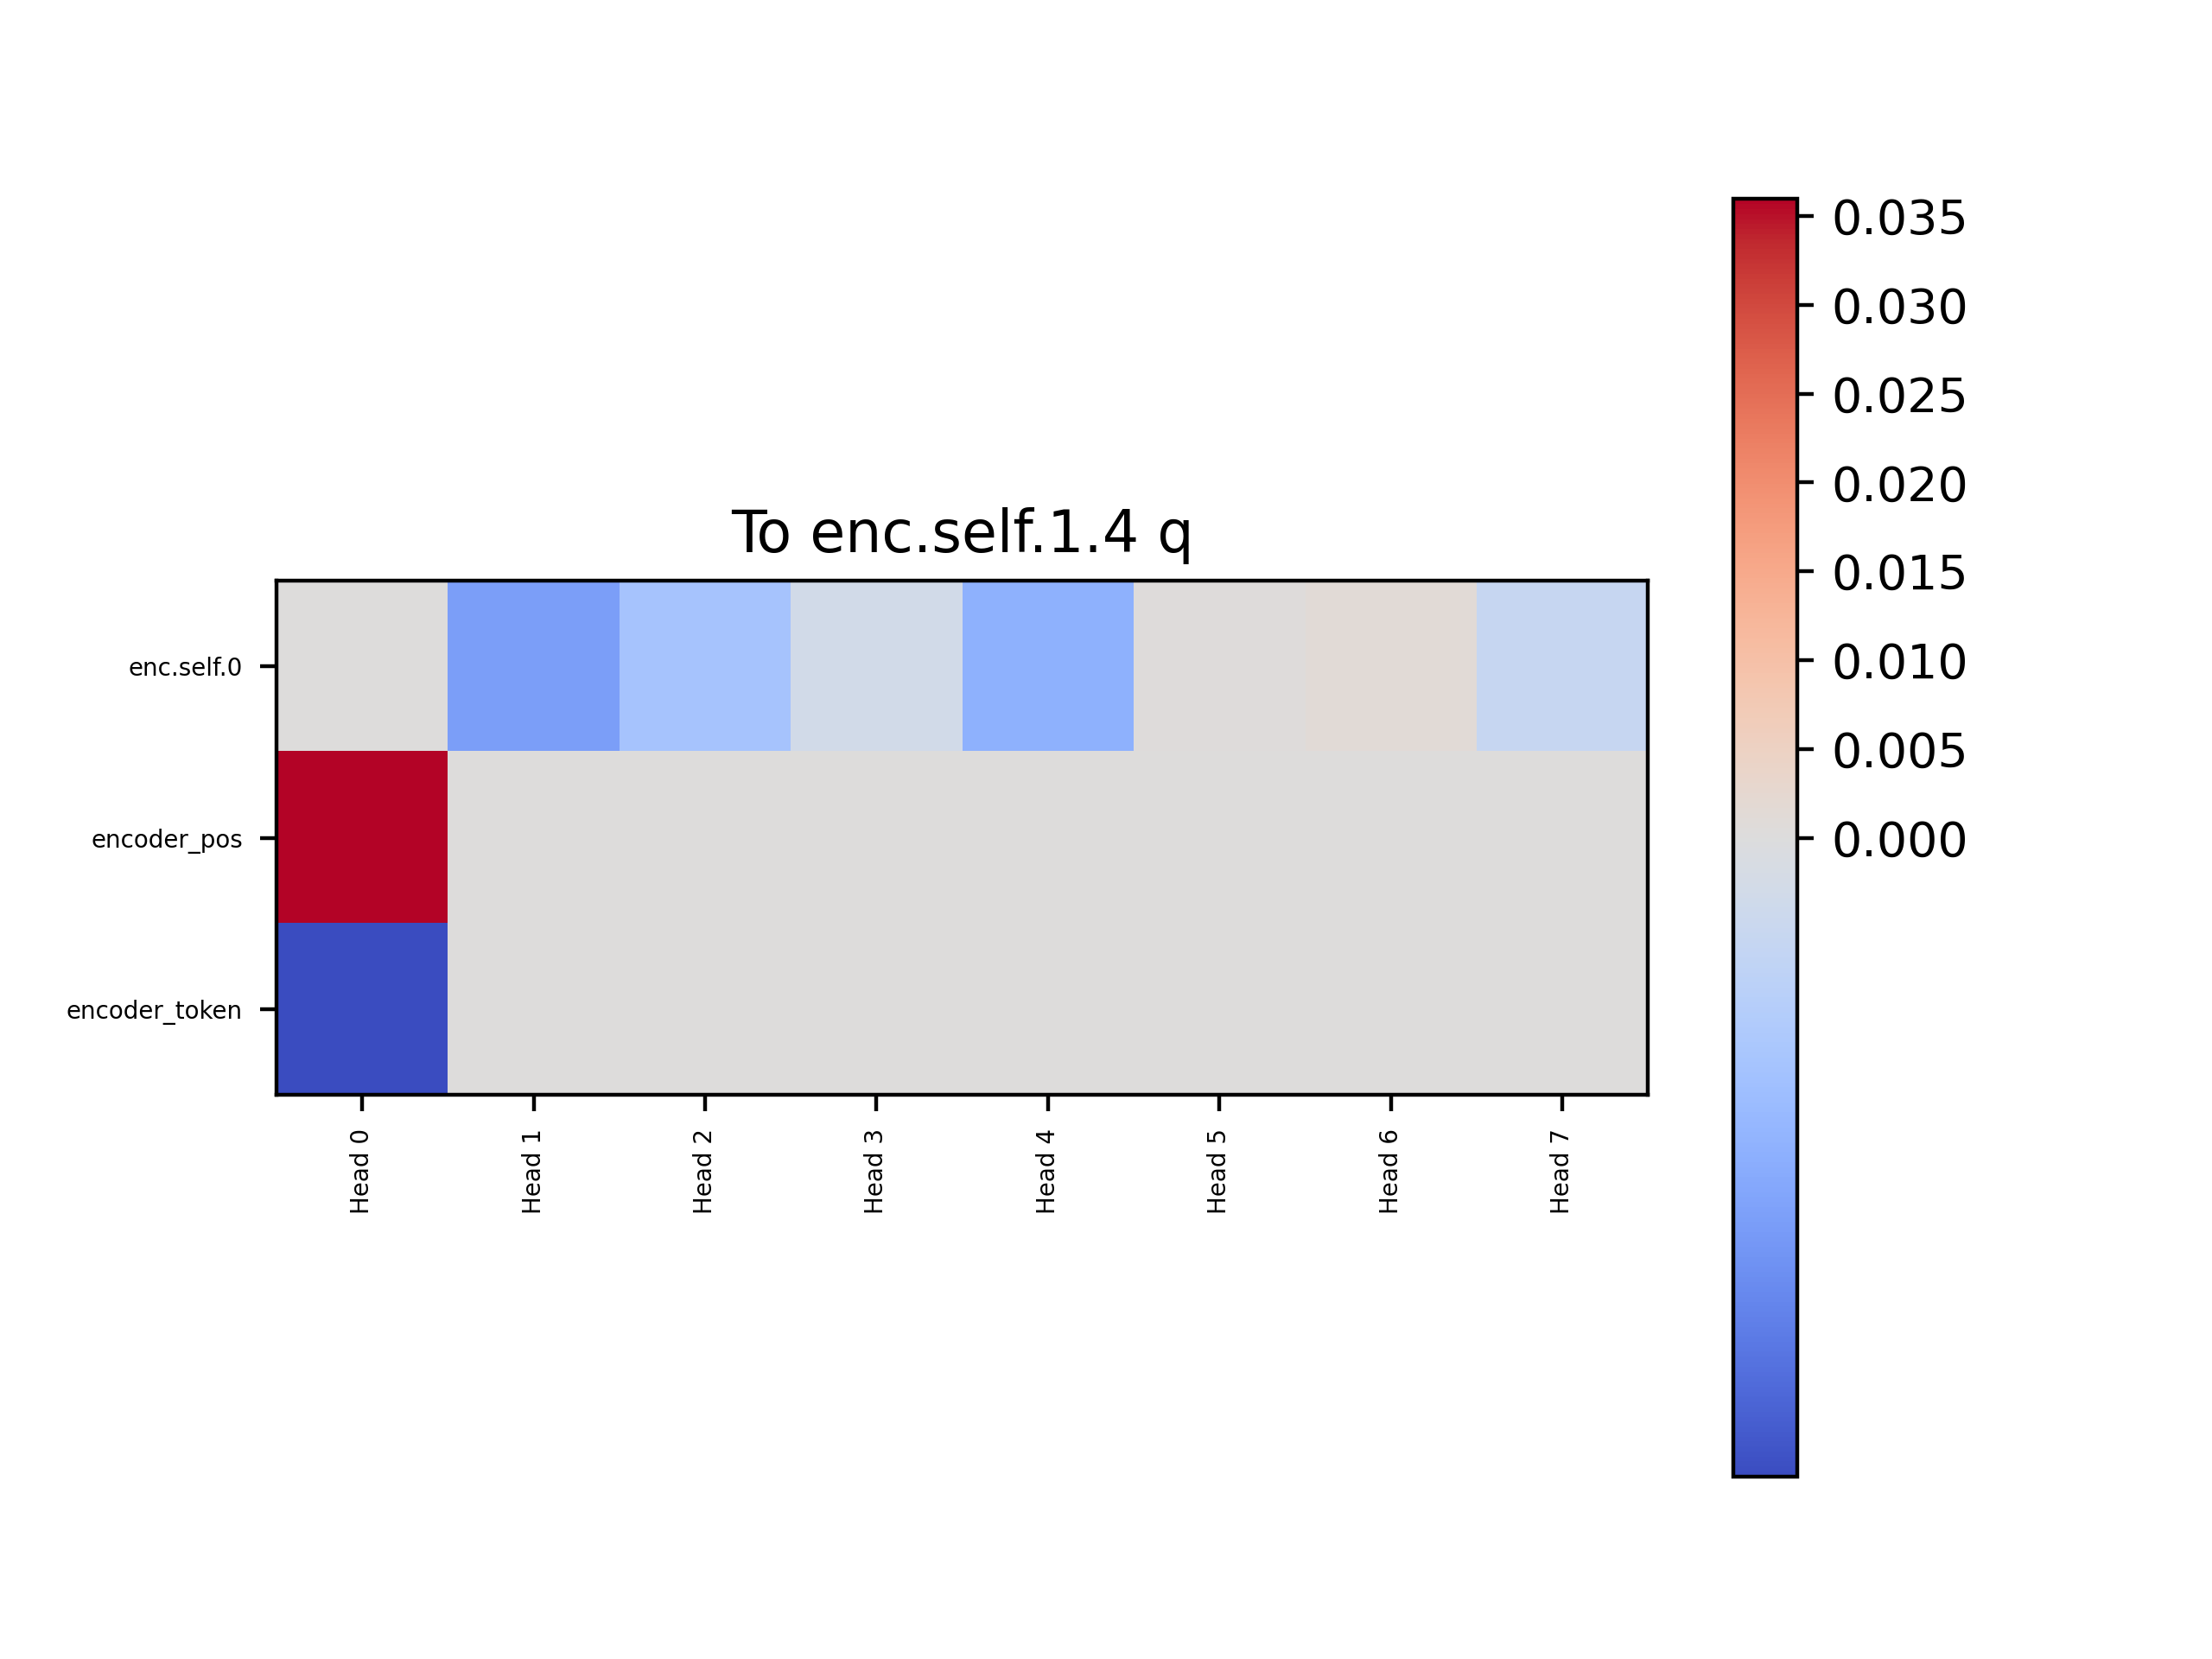 To enc.self.1.4 q
enc.self.0
encoder_pos
encoder_token
Head 0
Head 1
Head 2
Head 3
Head 4
Head 5
Head 6
Head 7
0.035
0.030
0.025
0.020
0.015
0.010
0.005
0.000